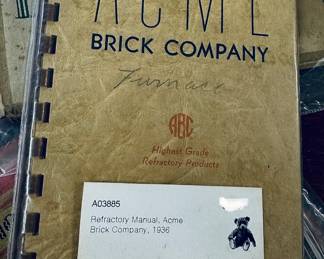 ACME
BRICK COMPANY
Furnace
ABC
Highest Grade
Refractory Products
A03885
Refractory Manual, Acme
Brick Company, 1936